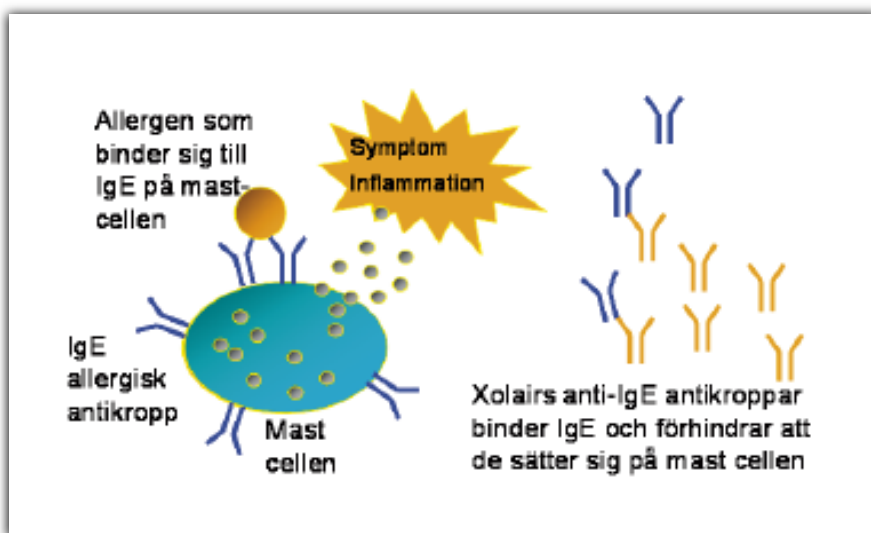 Allergen som
binder sig till
IgE på mast-
cellen
Symptom
Inflammation
IgE
allergisk
antikropp
Mast
cellen
Xolairs anti-IgE antikroppar
binder IgE och förhindrar att
de sätter sig på mast cellen